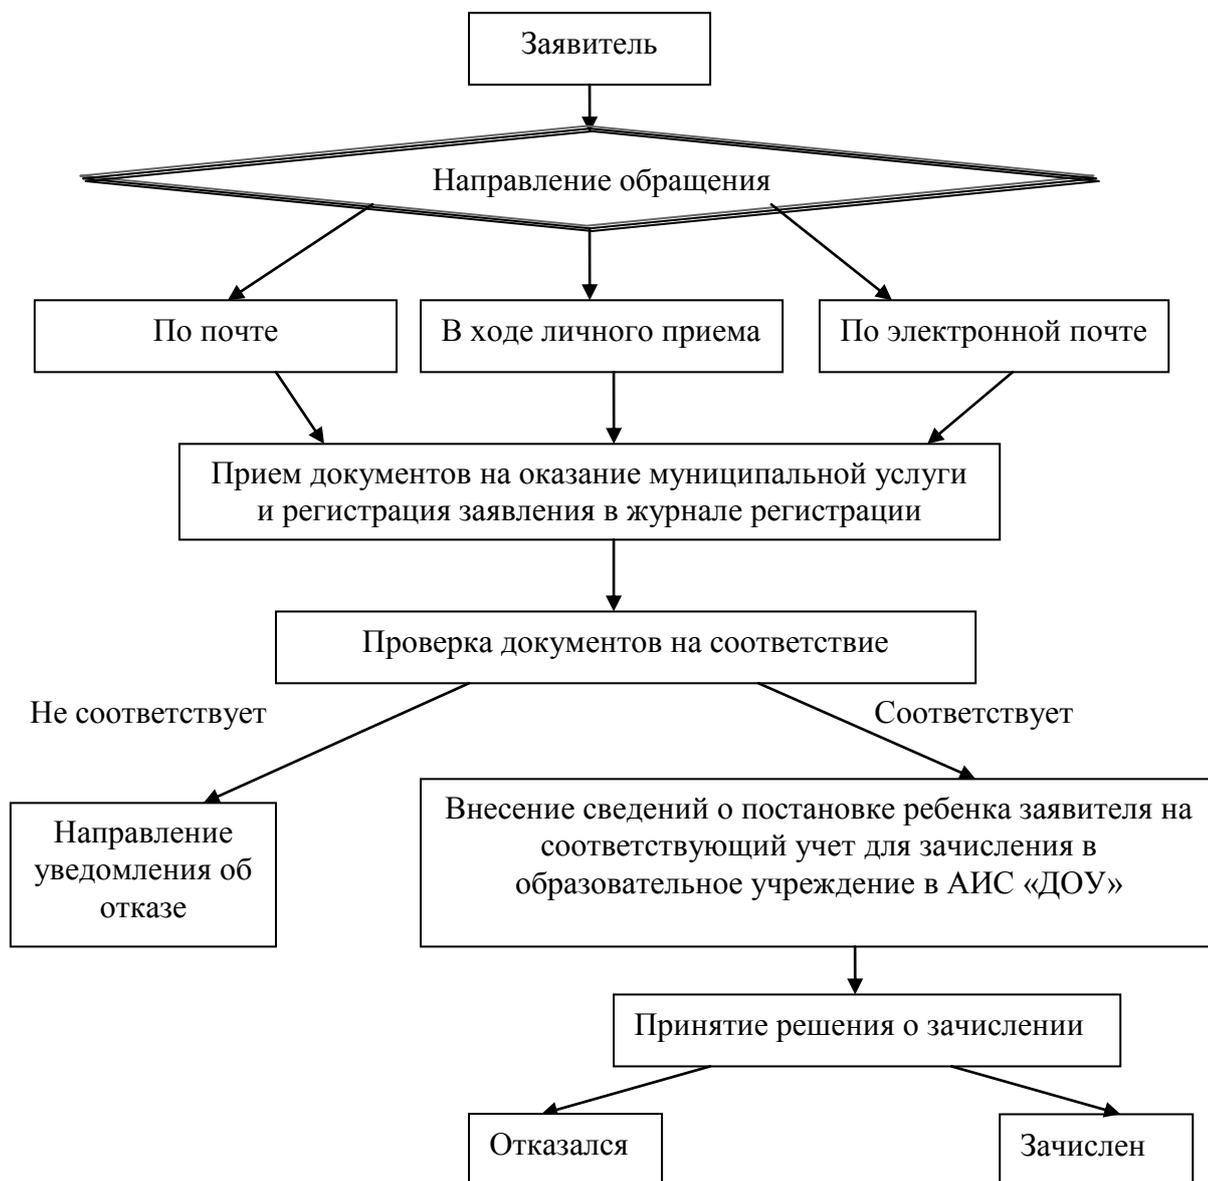 Заявитель
Направление обращения
По почте
В ходе личного приема
По электронной почте
Прием документов на оказание муниципальной услуги
и регистрация заявления в журнале регистрации
Проверка документов на соответствие
Не соответствует
Соответствует
Направление
уведомления об
отказе
Внесение сведений о постановке ребенка заявителя на
соответствующий учет для зачисления в
образовательное учреждение в АИС «ДОУ»
Принятие решения о зачислении
Отказался
Зачислен